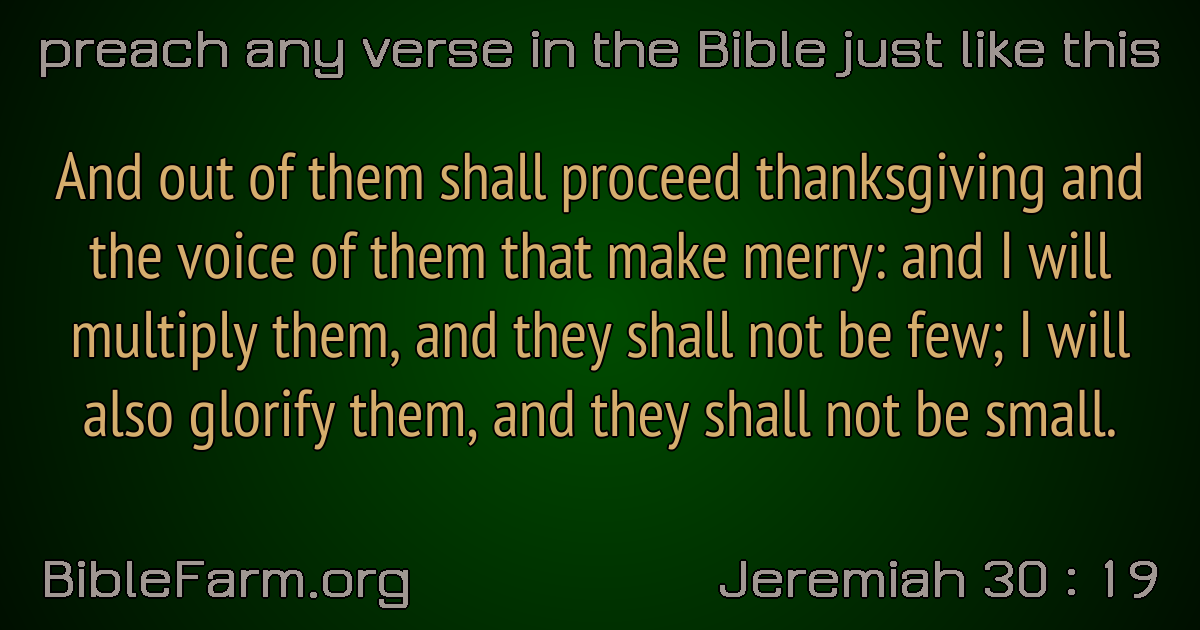 preach any verse in the Bible just like this
And out of them shall proceed thanksgiving and
the voice of them that make merry: and I will
multiply them, and they shall not be few; I will
also glorify them, and they shall not be small.
BibleFarm.org
Jeremiah 30 : 19